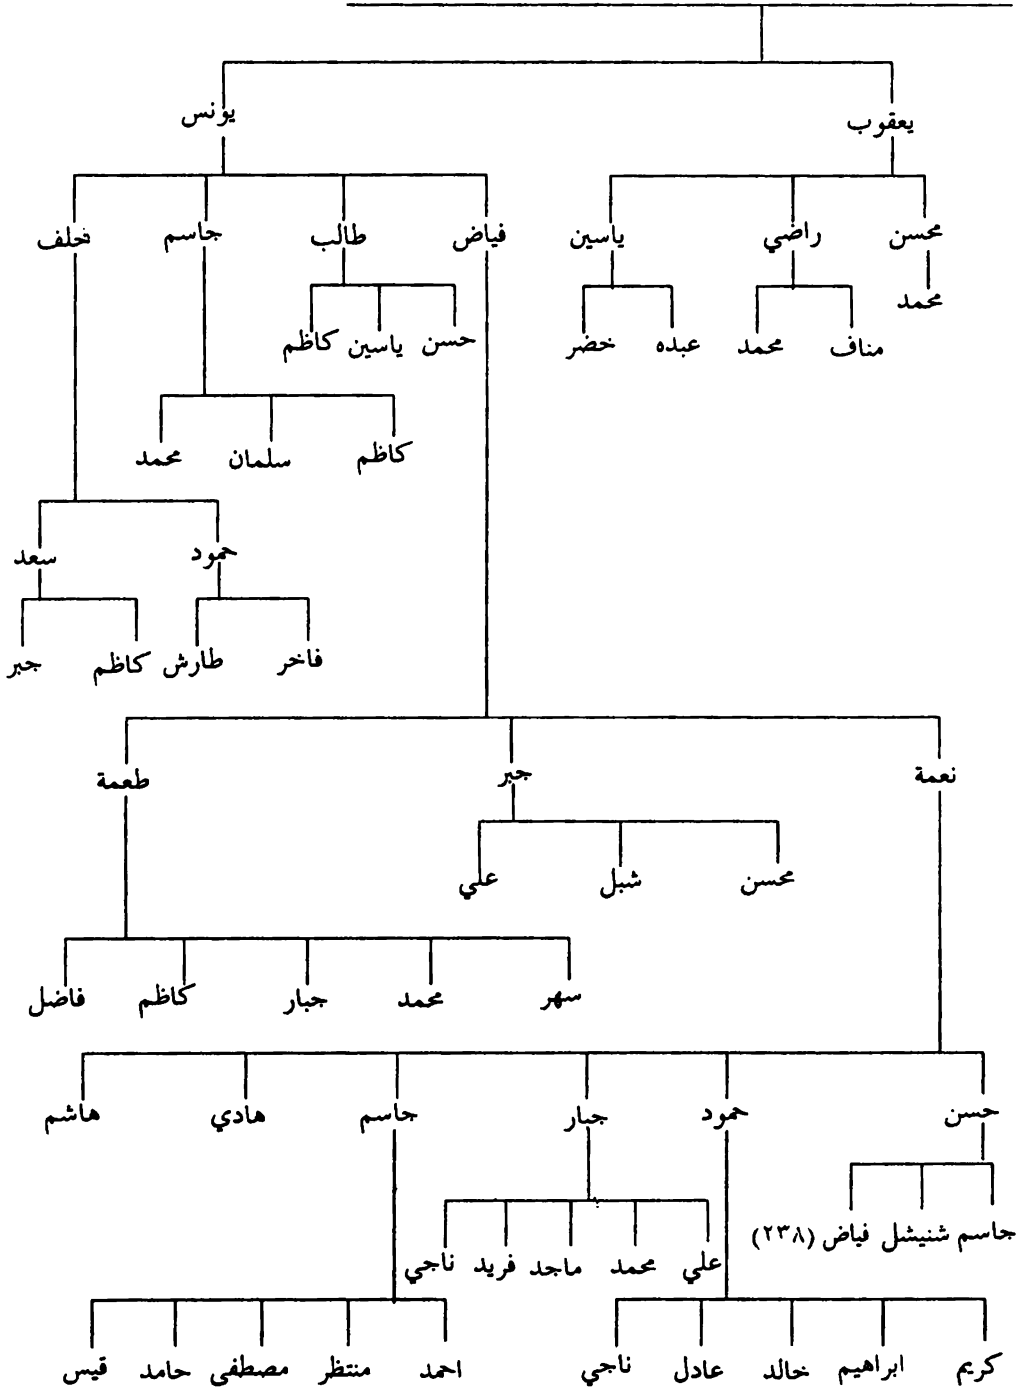 يعقوب يونس
محسن راضي ياسين فياض طالب جاسم خلف
محمد
مناف محمد عبده خضر حسن ياسين كاظم
كاظم سلمان محمد
حمود سعد
فاخر طارش كاظم جبر
نعمة جبر طعمة
محسن شبل علي
سهر محمد جبار كاظم فاضل
حسن حمود جبار جاسم هادي هاشم
جاسم شنيشل فياض (٢٣٨)
علي محمد ماجد فريد ناجي
كريم ابراهيم خالد عادل ناجي احمد منتظر مصطفى حامد قيس